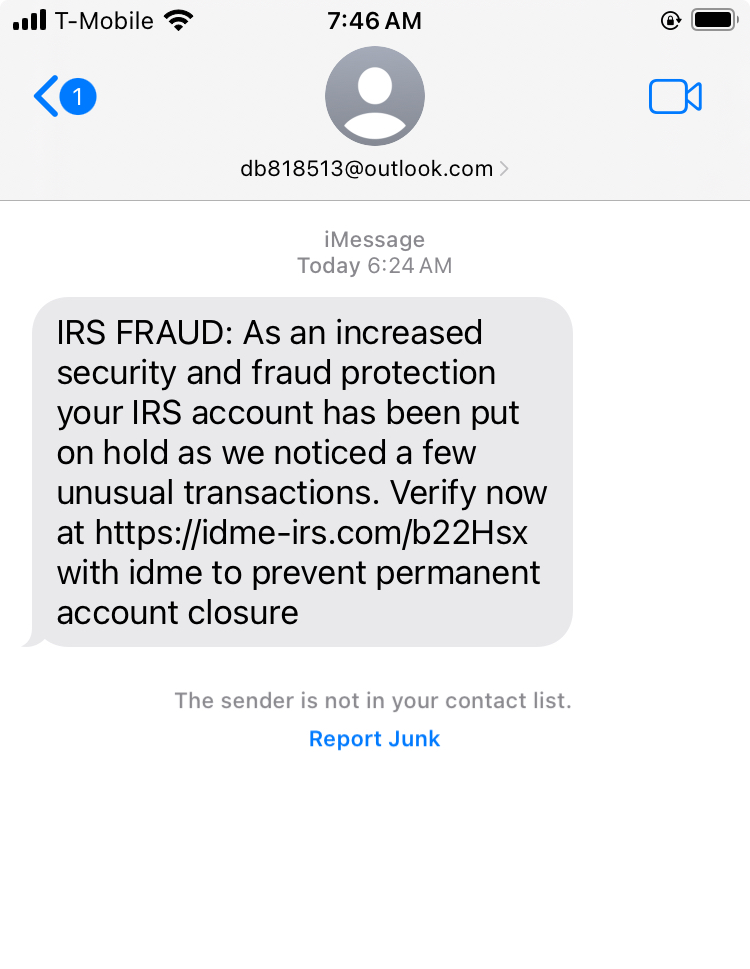 T-Mobile 7:46 AM
1
db818513@outlook.com
iMessage
Today 6:24 AM
IRS FRAUD: As an increased
security and fraud protection
your IRS account has been put
on hold as we noticed a few
unusual transactions. Verify now
at https://idme-irs.com/b22Hsx
with idme to prevent permanent
account closure
The sender is not in your contact list.
Report Junk